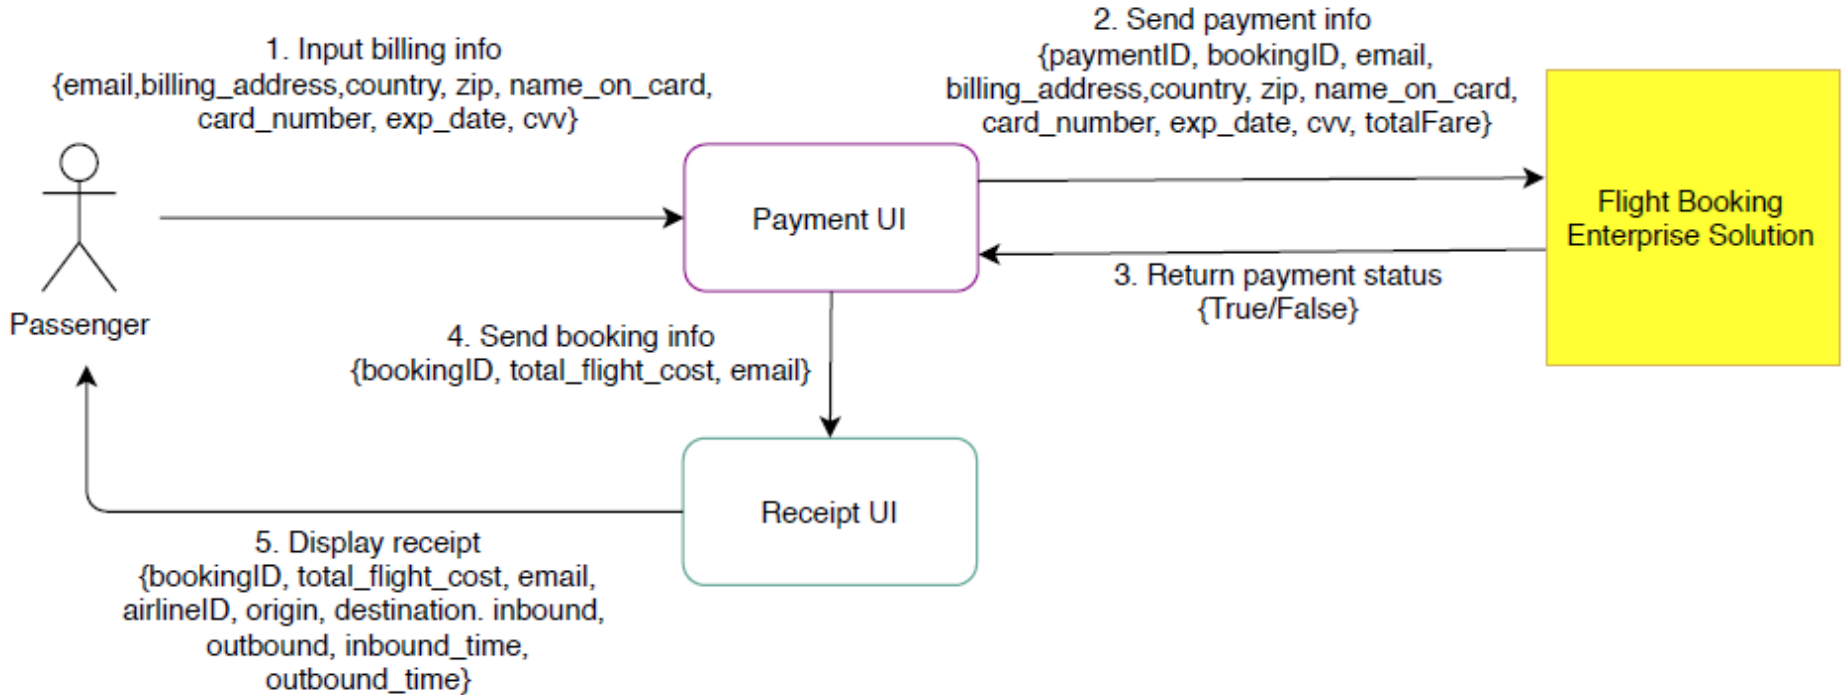 1. Input billing info
{email,billing_address,country, zip, name_on_card,
card_number, exp_date, cvv}
2. Send payment info
{paymentID, bookingID, email,
billing_address,country, zip, name_on_card,
card_number, exp_date, cvv, totalFare}
Passenger
Payment UI
Flight Booking
Enterprise Solution
3. Return payment status
{True/False}
4. Send booking info
{bookingID, total_flight_cost, email}
Receipt UI
5. Display receipt
{bookingID, total_flight_cost, email,
airlineID, origin, destination. inbound,
outbound, inbound_time,
outbound_time}